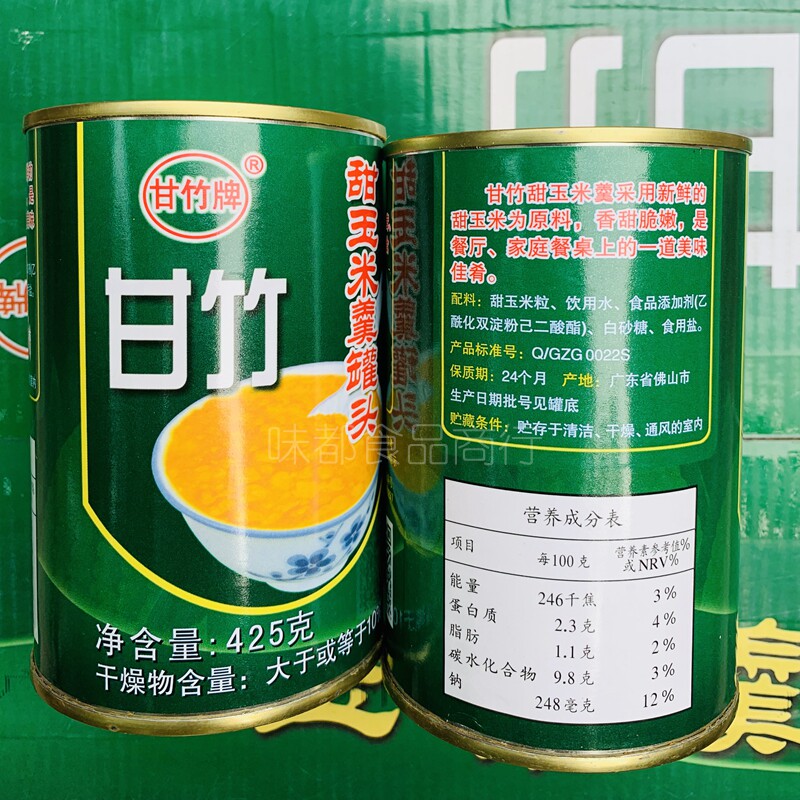 甘竹牌®
甘竹
甜玉米羹罐头
净含量:425克
干燥物含量：大于或等于10%
甘竹甜玉米羹采用新鲜的
甜玉米为原料，香甜脆嫩，是
餐厅、家庭餐桌上的一道美味
佳肴。
配料：甜玉米粒、饮用水、食品添加剂(乙
酰化双淀粉己二酸酯)、白砂糖、食用盐。
产品标准号：Q/GZG 0022S
保质期：24个月 产地：广东省佛山市
生产日期批号见罐底
贮藏条件：贮存于清洁、干燥、通风的室内
营养成分表
项目 每100克 营养素参考值%或NRV%
能量 246千焦 3%
蛋白质 2.3克 4%
脂肪 1.1克 2%
碳水化合物 9.8克 3%
钠 248毫克 12%
味都食品商行